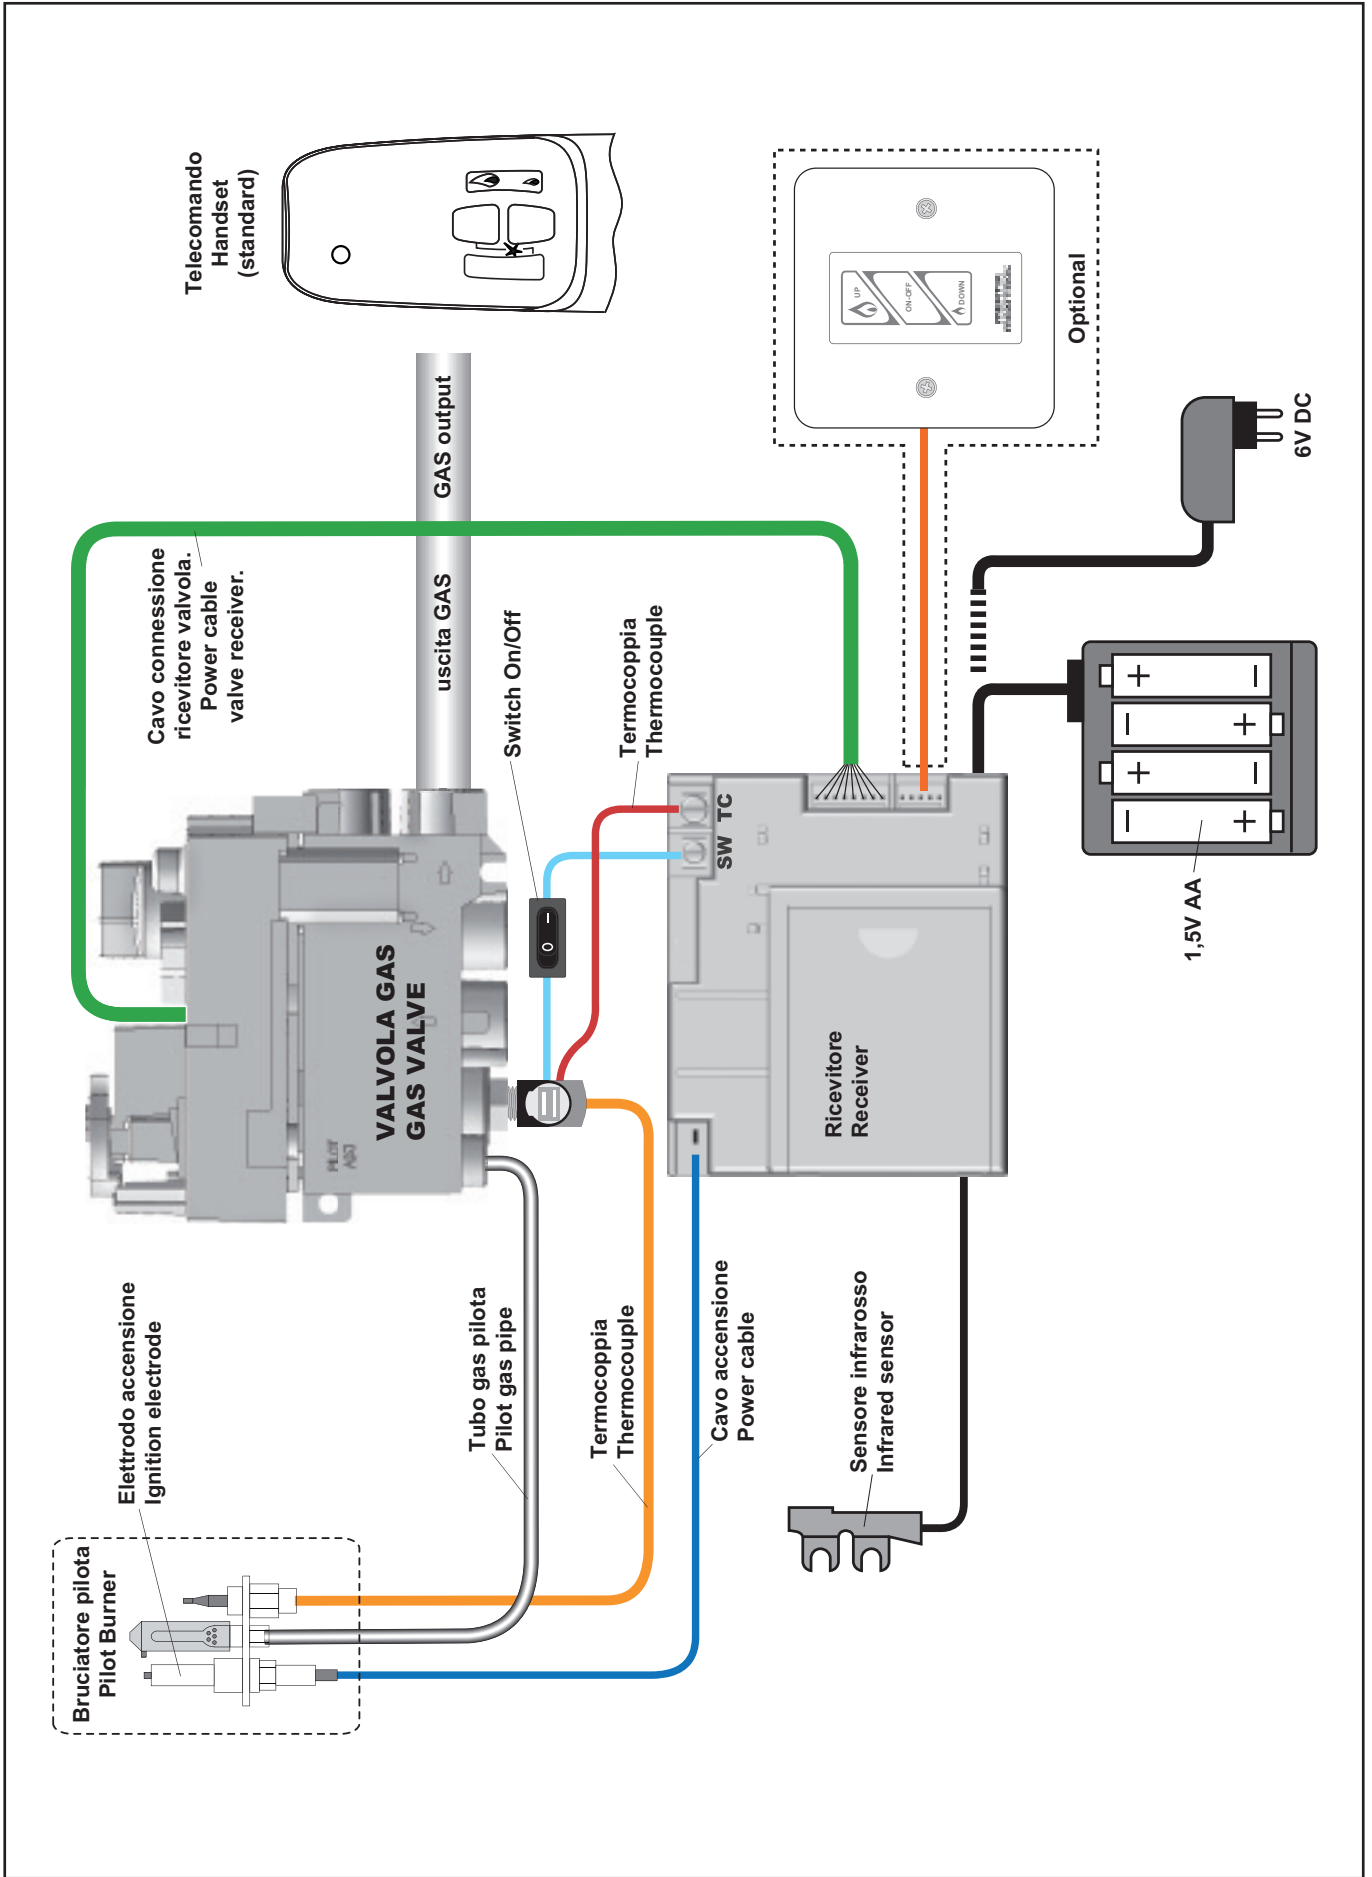 Bruciatore pilota
Pilot Burner
Elettrodo accensione
Ignition electrode
Cavo connessione
ricevitore valvola.
Power cable
valve receiver.
Telecomando
Handset
(standard)
PILOT
ADJ
VALVOLA GAS
GAS VALVE
uscita GAS
GAS output
Tubo gas pilota
Pilot gas pipe
Switch On/Off
0 I
Termocoppia
Thermocouple
Termocoppia
Thermocouple
Cavo accensione
Power cable
SW TC
Ricevitore
Receiver
Sensore infrarosso
Infrared sensor
UP
ON-OFF
DOWN
Optional
1,5V AA
– +
+ –
– +
+ –
6V DC